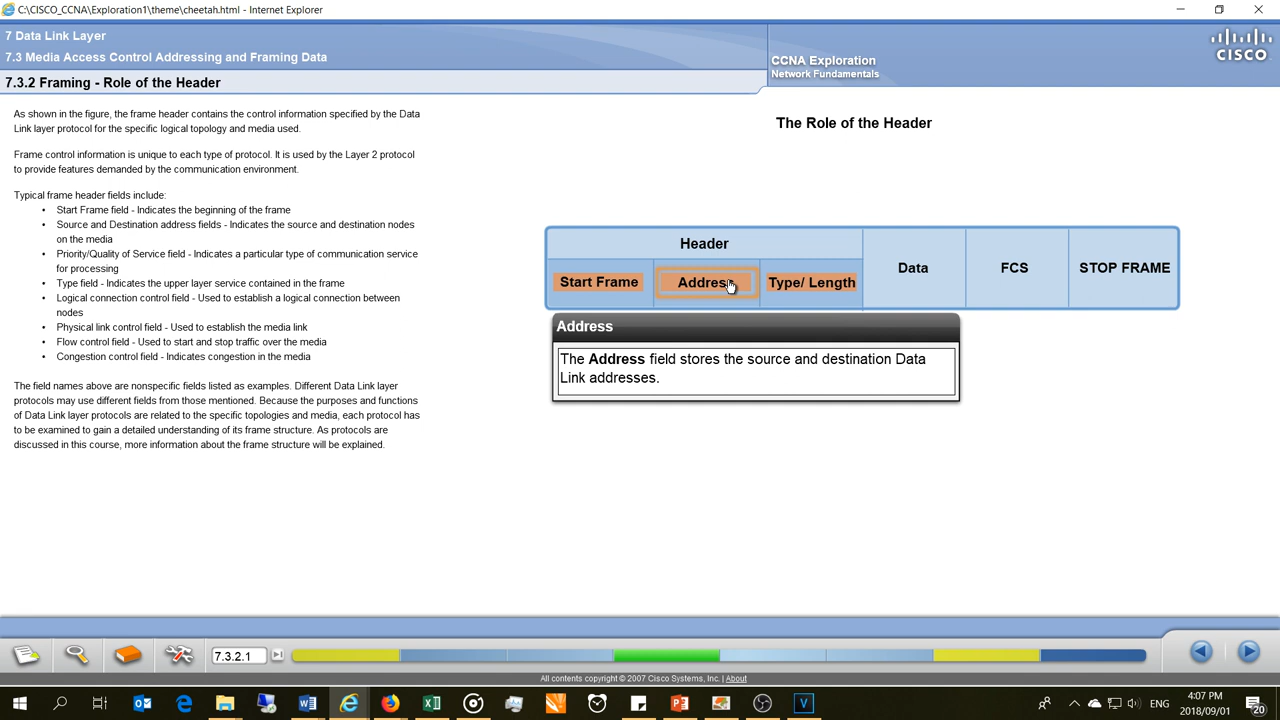 C:\CISCO_CCNA\Exploration1\theme\cheetah.html - Internet Explorer
7 Data Link Layer
7.3 Media Access Control Addressing and Framing Data
7.3.2 Framing - Role of the Header
CCNA Exploration
Network Fundamentals
CISCO
As shown in the figure, the frame header contains the control information specified by the Data
Link layer protocol for the specific logical topology and media used.
Frame control information is unique to each type of protocol. It is used by the Layer 2 protocol
to provide features demanded by the communication environment.
Typical frame header fields include:
• Start Frame field - Indicates the beginning of the frame
• Source and Destination address fields - Indicates the source and destination nodes
on the media
• Priority/Quality of Service field - Indicates a particular type of communication service
for processing
• Type field - Indicates the upper layer service contained in the frame
• Logical connection control field - Used to establish a logical connection between
nodes
• Physical link control field - Used to establish the media link
• Flow control field - Used to start and stop traffic over the media
• Congestion control field - Indicates congestion in the media
The field names above are nonspecific fields listed as examples. Different Data Link layer
protocols may use different fields from those mentioned. Because the purposes and functions
of Data Link layer protocols are related to the specific topologies and media, each protocol has
to be examined to gain a detailed understanding of its frame structure. As protocols are
discussed in this course, more information about the frame structure will be explained.
The Role of the Header
Header
Start Frame
Address
Type/ Length
Data
FCS
STOP FRAME
Address
The Address field stores the source and destination Data
Link addresses.
7.3.2.1
All contents copyright © 2007 Cisco Systems, Inc. | About
ENG
4:07 PM
2018/09/01
20